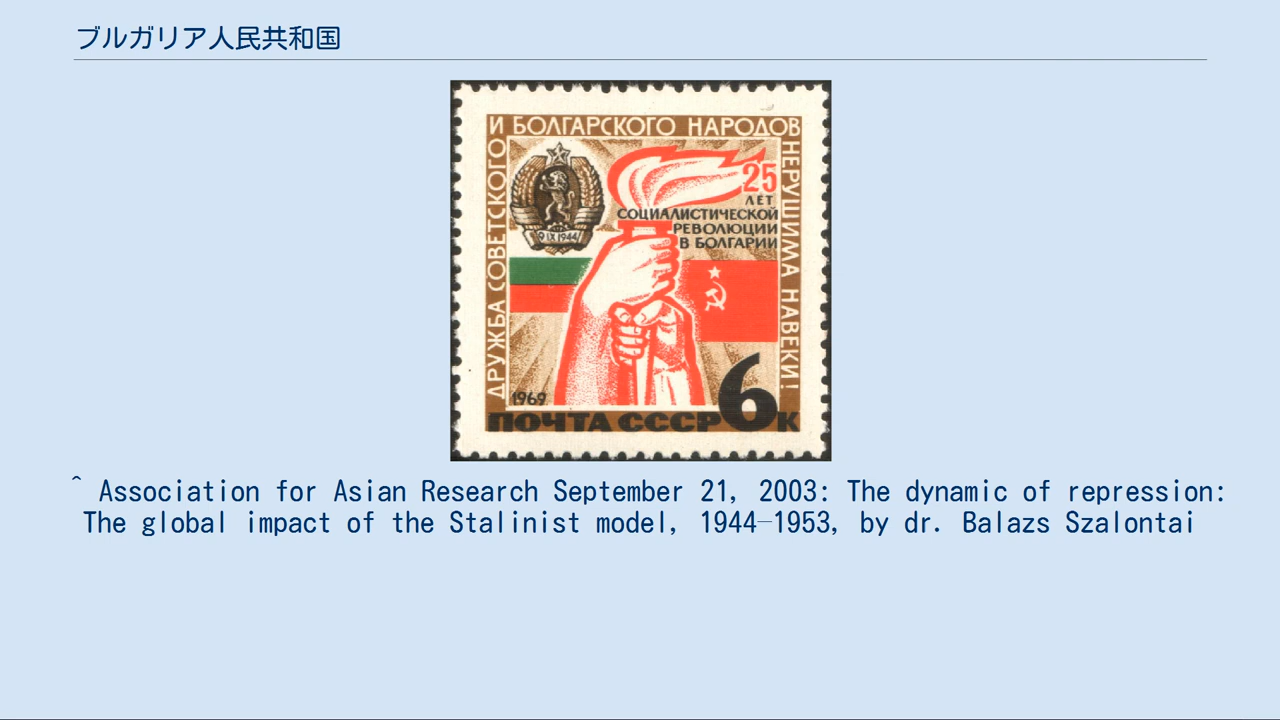 ブルガリア人民共和国
ДРУЖБА СОВЕТСКОГО
И БОЛГАРСКОГО НАРОДОВ
НЕРУШИМА НАВЕКИ!
9 IX 1944
25
ЛЕТ
СОЦИАЛИСТИЧЕСКОЙ
РЕВОЛЮЦИИ
В БОЛГАРИИ
1969
ПОЧТА СССР 6к
^ Association for Asian Research September 21, 2003: The dynamic of repression:
The global impact of the Stalinist model, 1944–1953, by dr. Balazs Szalontai